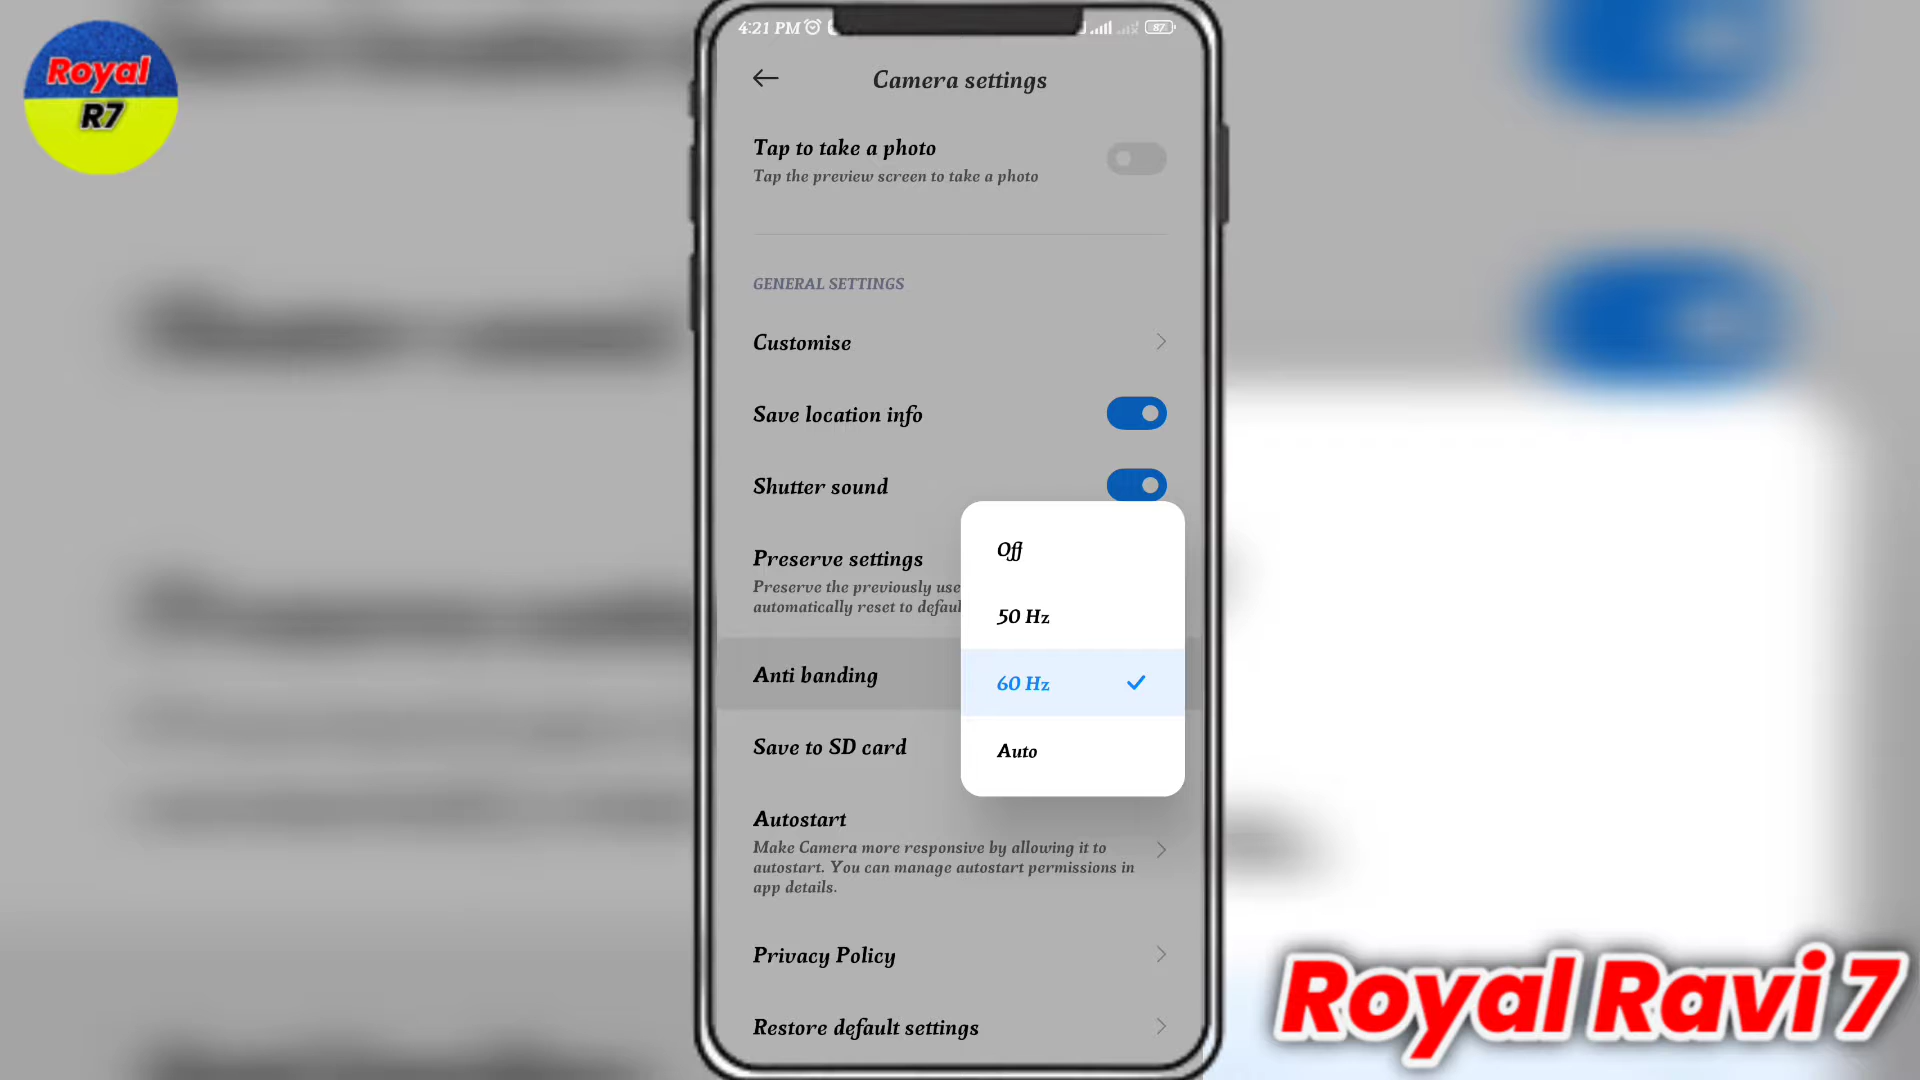 Royal
R7
4:21 PM
87
Camera settings
Tap to take a photo
Tap the preview screen to take a photo
GENERAL SETTINGS
Customise
Save location info
Shutter sound
Preserve settings
Preserve the previously use
automatically reset to defaul
Off
50 Hz
60 Hz
Auto
Anti banding
Save to SD card
Autostart
Make Camera more responsive by allowing it to
autostart. You can manage autostart permissions in
app details.
Privacy Policy
Restore default settings
Royal Ravi 7